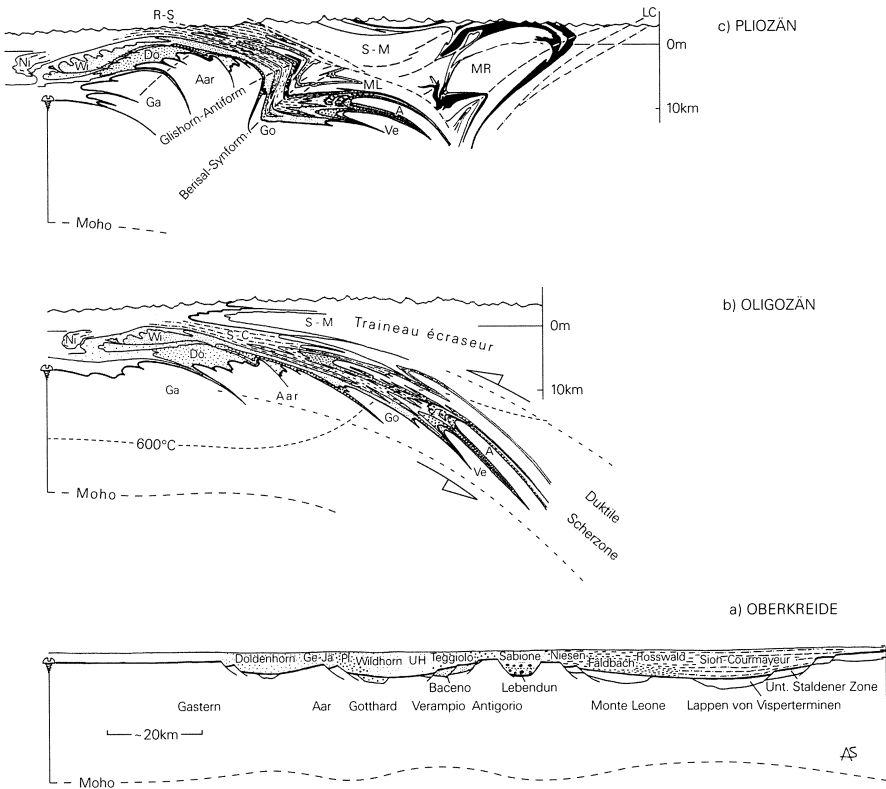 R-S
LC
c) PLIOZÄN
S-M
0m
Ni
Wi
Do
Aar
MR
ML
Ga
Glishorn-Antiform
A
10km
Go
Ve
Berisal-Synform
Moho
b) OLIGOZÄN
S-M
Traineau écraseur
0m
Ni
Wi
S-C
Do
Ga
Aar
10km
Go
600°C
A
Ve
Moho
Duktile
Scherzone
a) OBERKREIDE
Doldenhorn Ge-Jä Pl. Wildhorn UH Teggiolo Sabione Niesen Faldbach Rosswald Sion-Courmayeur
Baceno Lebendun Unt. Staldener Zone
Gastern Aar Gotthard Verampio Antigorio Monte Leone Lappen von Visperterminen
~20km
AS
Moho